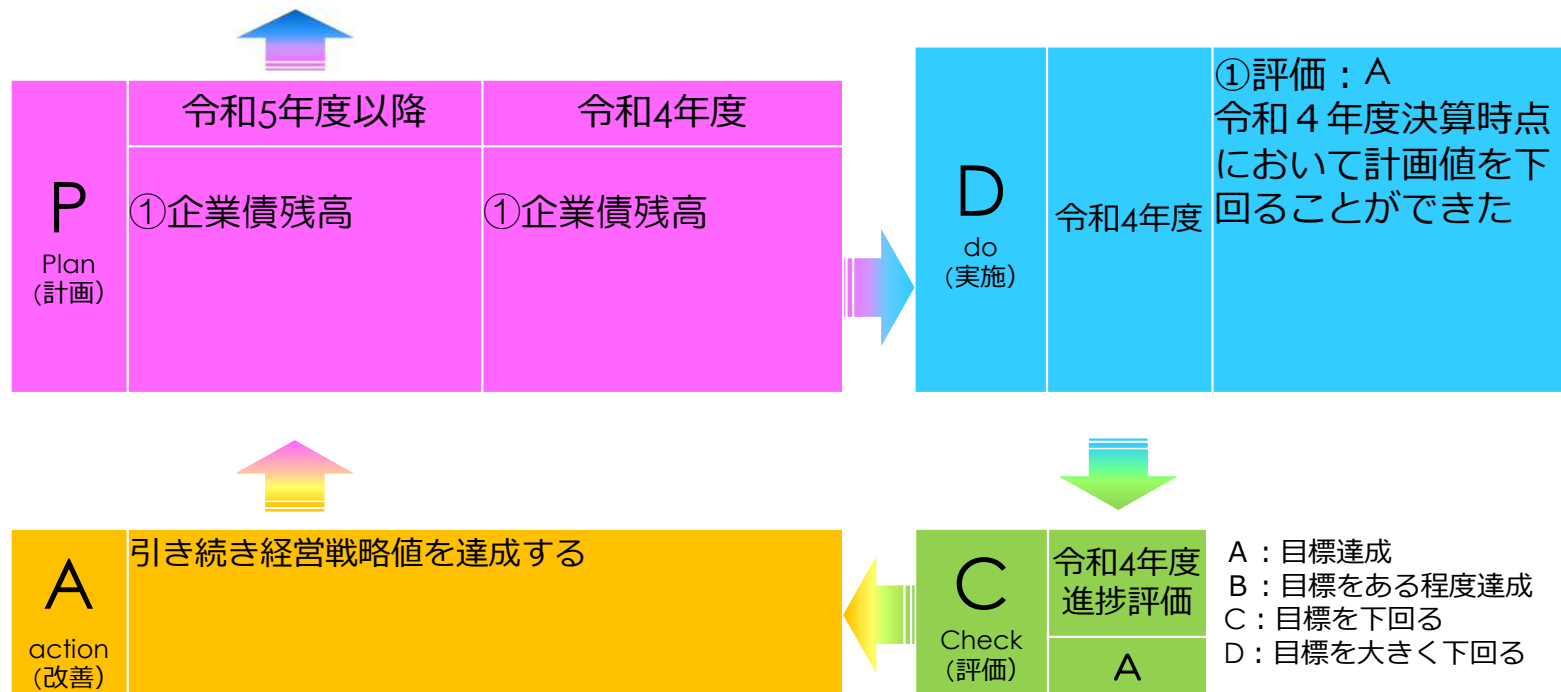 P
Plan
(計画)
令和5年度以降
令和4年度
①企業債残高
①企業債残高
D
do
(実施)
令和4年度
①評価：A
令和４年度決算時点
において計画値を下
回ることができた
A
action
(改善)
引き続き経営戦略値を達成する
C
Check
(評価)
令和4年度
進捗評価
A
A：目標達成
B：目標をある程度達成
C：目標を下回る
D：目標を大きく下回る